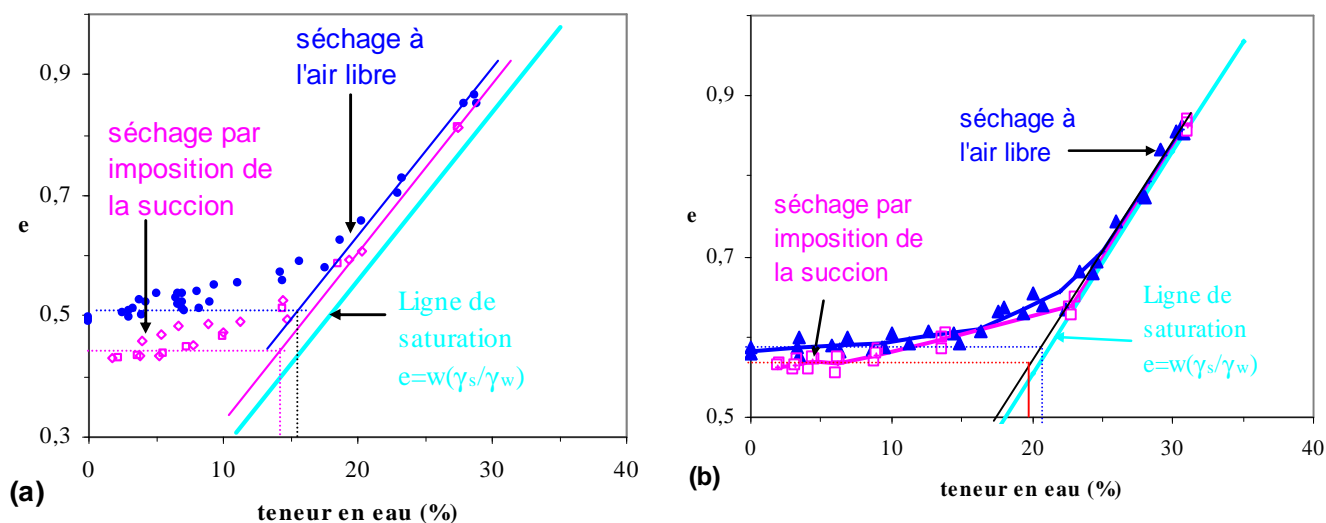 séchage à
l'air libre
0,9
séchage par
imposition de
la succion
0,7
e
0,5
Ligne de
saturation
e=w(γs/γw)
0,3
0 10 20 30 40
(a)
teneur en eau (%)
0,9
séchage à
l'air libre
0,7
e
séchage par
imposition de
la succion
Ligne de
saturation
e=w(γs/γw)
0,5
0 10 20 30 40
(b)
teneur en eau (%)